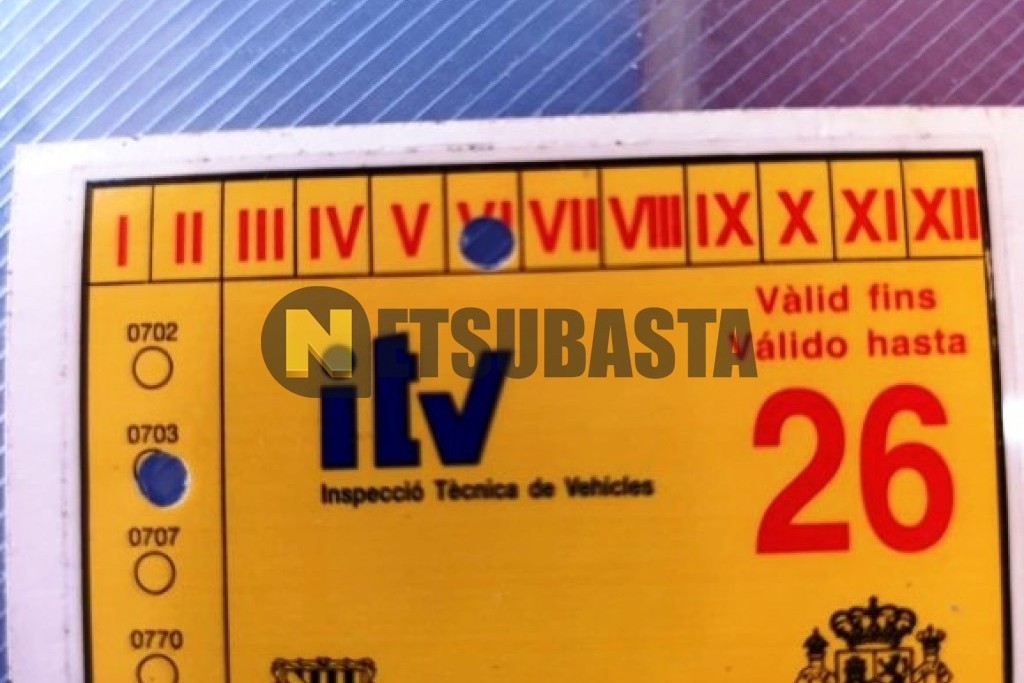 I II III IV V VI VII VIII IX X XI XII
Vàlid fins
Válido hasta
26
NETSUBASTA
itv
Inspecció Tècnica de Vehicles
0702
0703
0707
0770